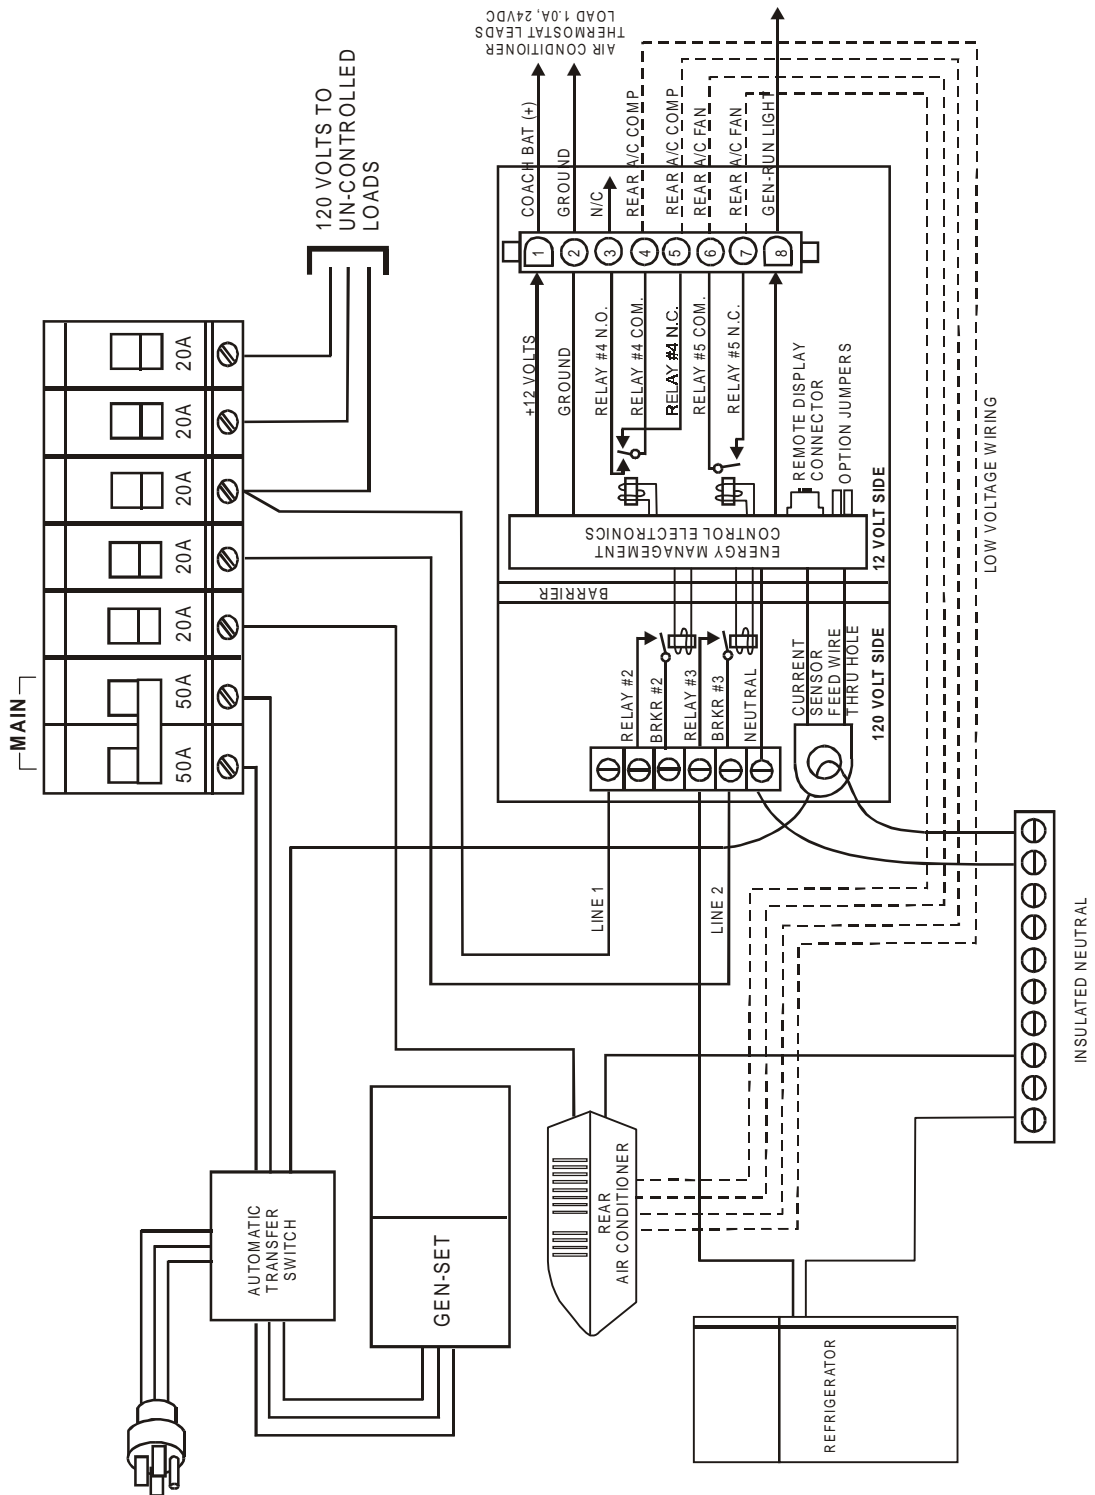 AIR CONDITIONER
THERMOSTAT LEADS
LOAD 1.0A, 24VDC
120 VOLTS TO
UN-CONTROLLED
LOADS
MAIN
50A
50A
20A
20A
20A
20A
20A
COACH BAT (+)
GROUND
N/C
REAR A/C COMP
REAR A/C COMP
REAR A/C FAN
REAR A/C FAN
GEN-RUN LIGHT
1
2
3
4
5
6
7
8
+12 VOLTS
GROUND
RELAY #4 N.O.
RELAY #4 COM.
RELAY #4 N.C.
RELAY #5 COM.
RELAY #5 N.C.
REMOTE DISPLAY
CONNECTOR
OPTION JUMPERS
ENERGY MANAGEMENT
CONTROL ELECTRONICS
12 VOLT SIDE
BARRIER
LOW VOLTAGE WIRING
RELAY #2
BRKR #2
RELAY #3
BRKR #3
NEUTRAL
CURRENT
SENSOR
FEED WIRE
THRU HOLE
120 VOLT SIDE
LINE 1
LINE 2
INSULATED NEUTRAL
AUTOMATIC
TRANSFER
SWITCH
GEN-SET
REAR
AIR CONDITIONER
REFRIGERATOR